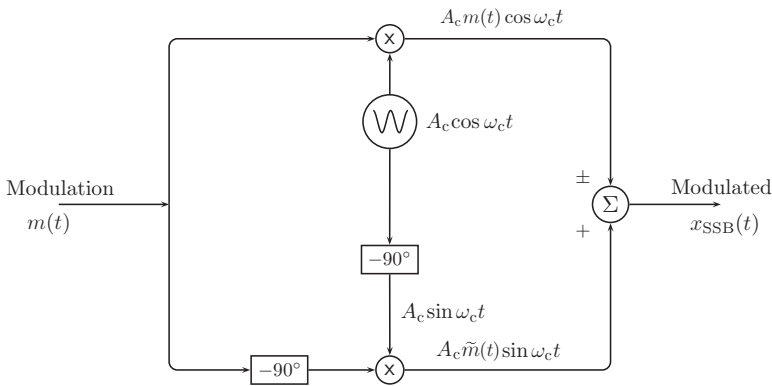 A_c m(t) cos ω_c t
x
A_c cos ω_c t
Modulation
m(t)
±
Σ
+
Modulated
x_SSB(t)
−90°
A_c sin ω_c t
A_c m̃(t) sin ω_c t
−90°
x